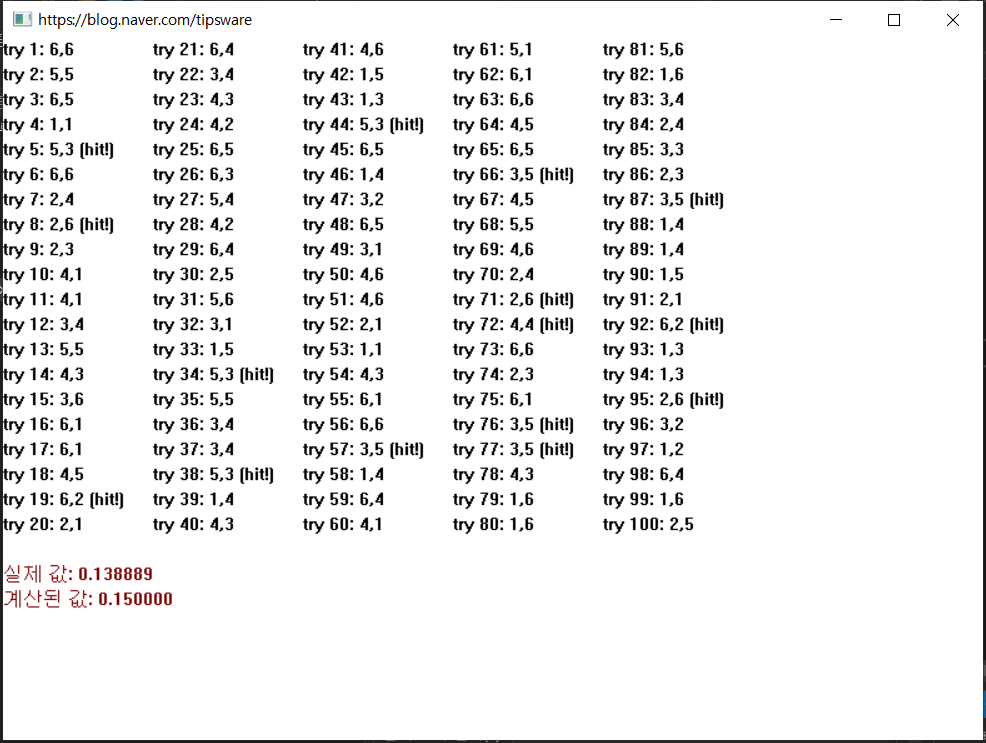 https://blog.naver.com/tipsware
try 1: 6,6
try 2: 5,5
try 3: 6,5
try 4: 1,1
try 5: 5,3 (hit!)
try 6: 6,6
try 7: 2,4
try 8: 2,6 (hit!)
try 9: 2,3
try 10: 4,1
try 11: 4,1
try 12: 3,4
try 13: 5,5
try 14: 4,3
try 15: 3,6
try 16: 6,1
try 17: 6,1
try 18: 4,5
try 19: 6,2 (hit!)
try 20: 2,1
try 21: 6,4
try 22: 3,4
try 23: 4,3
try 24: 4,2
try 25: 6,5
try 26: 6,3
try 27: 5,4
try 28: 4,2
try 29: 6,4
try 30: 2,5
try 31: 5,6
try 32: 3,1
try 33: 1,5
try 34: 5,3 (hit!)
try 35: 5,5
try 36: 3,4
try 37: 3,4
try 38: 5,3 (hit!)
try 39: 1,4
try 40: 4,3
try 41: 4,6
try 42: 1,5
try 43: 1,3
try 44: 5,3 (hit!)
try 45: 6,5
try 46: 1,4
try 47: 3,2
try 48: 6,5
try 49: 3,1
try 50: 4,6
try 51: 4,6
try 52: 2,1
try 53: 1,1
try 54: 4,3
try 55: 6,1
try 56: 6,6
try 57: 3,5 (hit!)
try 58: 1,4
try 59: 6,4
try 60: 4,1
try 61: 5,1
try 62: 6,1
try 63: 6,6
try 64: 4,5
try 65: 6,5
try 66: 3,5 (hit!)
try 67: 4,5
try 68: 5,5
try 69: 4,6
try 70: 2,4
try 71: 2,6 (hit!)
try 72: 4,4 (hit!)
try 73: 6,6
try 74: 2,3
try 75: 6,1
try 76: 3,5 (hit!)
try 77: 3,5 (hit!)
try 78: 4,3
try 79: 1,6
try 80: 1,6
try 81: 5,6
try 82: 1,6
try 83: 3,4
try 84: 2,4
try 85: 3,3
try 86: 2,3
try 87: 3,5 (hit!)
try 88: 1,4
try 89: 1,4
try 90: 1,5
try 91: 2,1
try 92: 6,2 (hit!)
try 93: 1,3
try 94: 1,3
try 95: 2,6 (hit!)
try 96: 3,2
try 97: 1,2
try 98: 6,4
try 99: 1,6
try 100: 2,5
실제 값: 0.138889
계산된 값: 0.150000